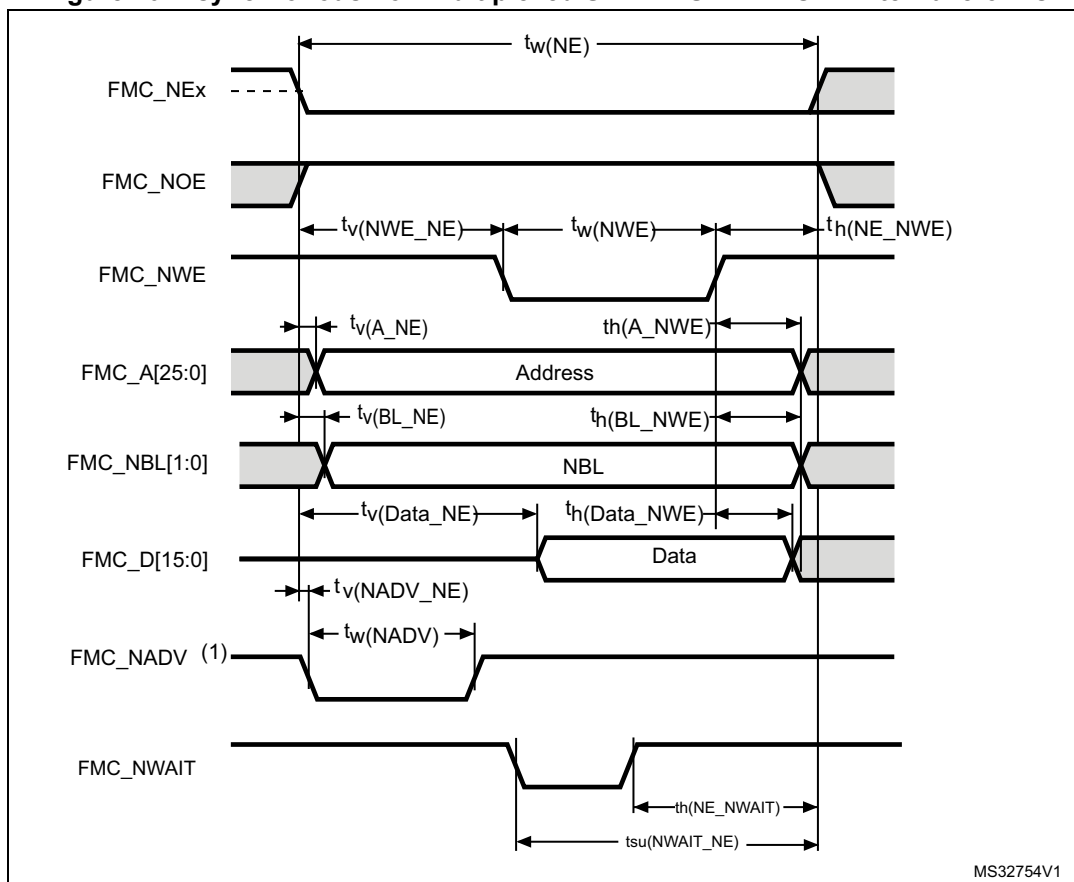 tw(NE)
FMC_NEx
FMC_NOE
tv(NWE_NE)
tw(NWE)
th(NE_NWE)
FMC_NWE
tv(A_NE)
th(A_NWE)
FMC_A[25:0]
Address
tv(BL_NE)
th(BL_NWE)
FMC_NBL[1:0]
NBL
tv(Data_NE)
th(Data_NWE)
FMC_D[15:0]
Data
tv(NADV_NE)
tw(NADV)
FMC_NADV (1)
FMC_NWAIT
th(NE_NWAIT)
tsu(NWAIT_NE)
MS32754V1